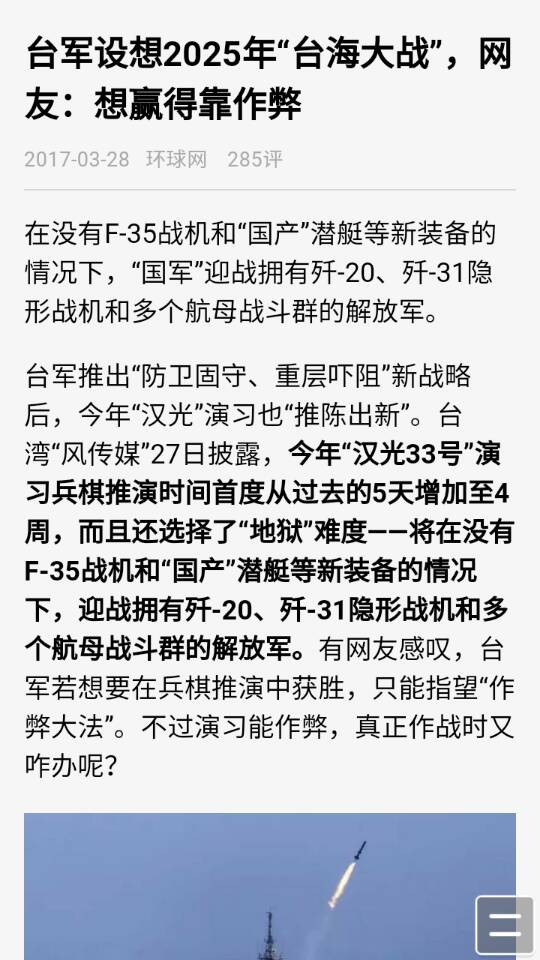 台军设想2025年“台海大战”，网
友：想赢得靠作弊
2017-03-28 环球网 285评
在没有F-35战机和“国产”潜艇等新装备的
情况下，“国军”迎战拥有歼-20、歼-31隐
形战机和多个航母战斗群的解放军。
台军推出“防卫固守、重层吓阻”新战略
后，今年“汉光”演习也“推陈出新”。台
湾“风传媒”27日披露，今年“汉光33号”演
习兵棋推演时间首度从过去的5天增加至4
周，而且还选择了“地狱”难度——将在没有
F-35战机和“国产”潜艇等新装备的情况
下，迎战拥有歼-20、歼-31隐形战机和多
个航母战斗群的解放军。有网友感叹，台
军若想要在兵棋推演中获胜，只能指望“作
弊大法”。不过演习能作弊，真正作战时又
咋办呢？